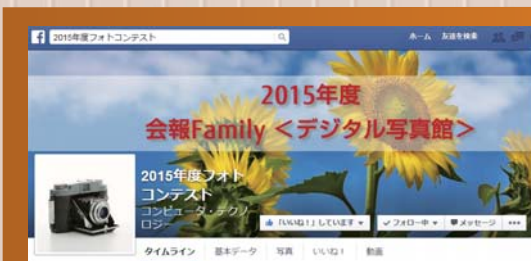 2015年度フォトコンテスト
ホーム 友達を検索
2015年度
会報Family <デジタル写真館>
2015年度フォト
コンテスト
コンピュータ・テクノ
ロジー
「いいね！」しています フォロー中 メッセージ
タイムライン 基本データ 写真 いいね！ 動画